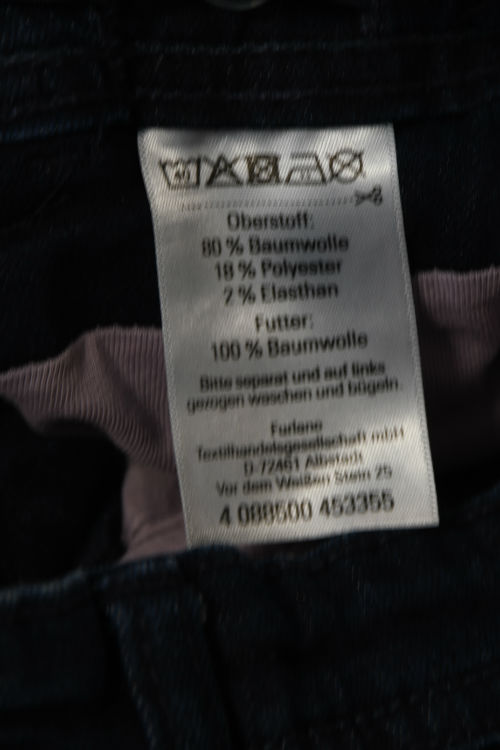 Oberstoff:
80 % Baumwolle
18 % Polyester
2 % Elasthan
Futter:
100 % Baumwolle
Bitte separat und auf links
gezogen waschen und bügeln.
Textilhandelsgesellschaft mbH
D-72461 Albstadt
Vor dem Weißen Stein 25
4 088500 453355